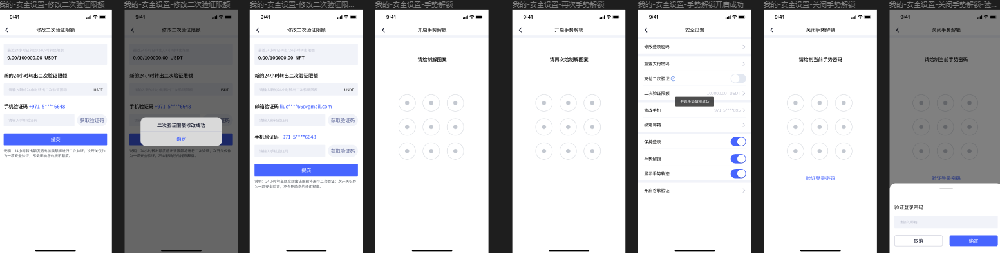 我的-安全设置-修改二次验证限额
9:41
修改二次验证限额
最近24小时已转出/24小时转出限额
0.00/100000.00 USDT
新的24小时转出二次验证限额
请输入新的24小时转出二次验证限额
USDT
手机验证码 +971 5****6648
请输入手机验证码
获取验证码
提交
说明：24小时转出额度超出该限额将进行二次验证；次开关仅作
为一项安全验证，不会影响您的提币额度。
我的-安全设置-修改二次验证限额
9:41
修改二次验证限额
最近24小时已转出/24小时转出限额
0.00/100000.00 USDT
新的24小时转出二次验证限额
请输入新的24小时转出二次验证限额
USDT
手机验证码 +971 5****6648
证码
二次验证限额修改成功
确定
说明：24小时转出额度超出该限额将进行二次验证；次开关仅作
为一项安全验证，不会影响您的提币额度。
我的-安全设置-修改二次验证限...
9:41
修改二次验证限额
最近24小时已转出/24小时转出限额
0.00/100000.00 NFT
新的24小时转出二次验证限额
请输入新的24小时转出二次验证限额
USDT
邮箱验证码 liuc****66@gmail.com
请输入邮箱验证码
获取验证码
手机验证码 +971 5****6648
请输入手机验证码
获取验证码
提交
说明：24小时转出额度超出该限额将进行二次验证；次开关仅作
为一项安全验证，不会影响您的提币额度。
我的-安全设置-手势解锁
9:41
开启手势解锁
请绘制解图案
我的-安全设置-再次手势解锁
9:41
开启手势解锁
请再次绘制解图案
我的-安全设置-手势解锁开启成功
9:41
安全设置
修改登录密码
重置支付密码
支付二次验证
二次验证限额
100000.00 USDT
开启手势解锁成功
修改手机
+971 5****865
绑定邮箱
保持登录
手势解锁
显示手势轨迹
开启谷歌验证
我的-安全设置-关闭手势解锁
9:41
关闭手势解锁
请绘制当前手势密码
验证登录密码
我的-安全设置-关闭手势解锁-验...
9:41
关闭手势解锁
请绘制当前手势密码
验证登录密码
验证登录密码
取消
确定